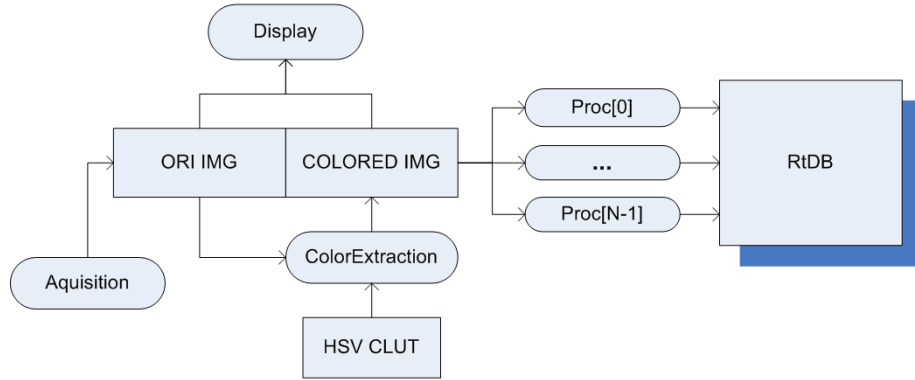 Display
Proc[0]
ORI IMG
COLORED IMG
...
RtDB
Proc[N-1]
ColorExtraction
Aquisition
HSV CLUT